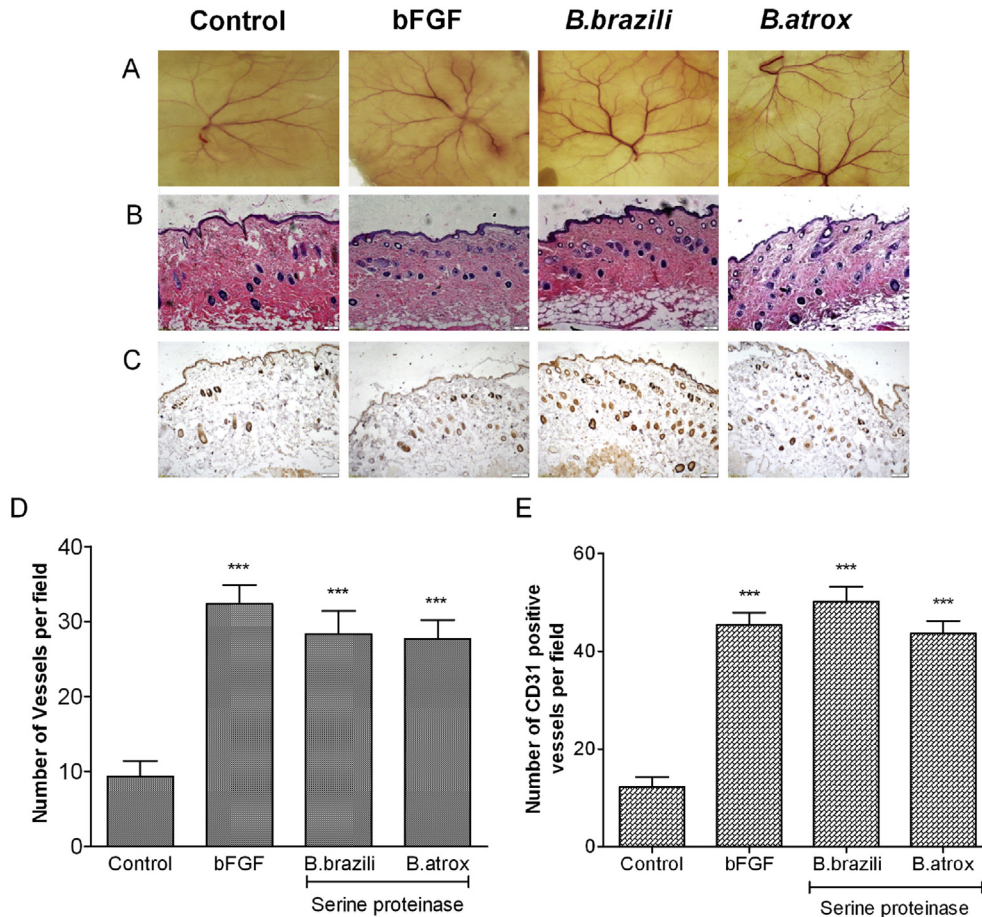 Control bFGF B.brazili B.atrox
A
B
C
D
E
Number of Vessels per field
40
30
20
10
0
***
***
***
Control bFGF B.brazili B.atrox
Serine proteinase
Number of CD31 positive
vessels per field
60
40
20
0
***
***
***
Control bFGF B.brazili B.atrox
Serine proteinase